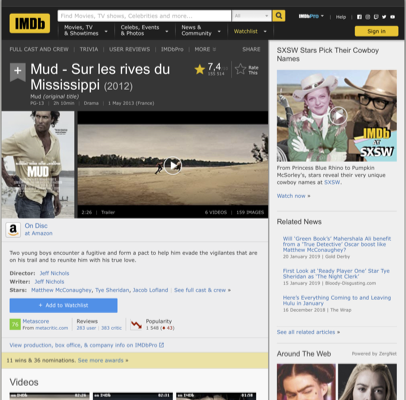 IMDb
Find Movies, TV shows, Celebrities and more...
All
IMDbPro
Help
Sign in
Movies, TV
& Showtimes
Celebs, Events
& Photos
News &
Community
Watchlist
FULL CAST AND CREW | TRIVIA | USER REVIEWS | IMDbPro | MORE
SHARE
Mud - Sur les rives du
Mississippi (2012)
Mud (original title)
PG-13 | 2h 10min | Drama | 1 May 2013 (France)
7,4
Rate
This
MUD
2:26 | Trailer
6 VIDEOS | 159 IMAGES
a
On Disc
at Amazon
Two young boys encounter a fugitive and form a pact to help him evade the vigilantes that are
on his trail and to reunite him with his true love.
Director: Jeff Nichols
Writer: Jeff Nichols
Stars: Matthew McConaughey, Tye Sheridan, Jacob Lofland | See full cast & crew »
+ Add to Watchlist
Metascore
From metacritic.com
Reviews
283 user | 363 critic
Popularity
View production, box office, & company info on IMDbPro
11 wins & 36 nominations. See more awards »
Videos
SXSW Stars Pick Their Cowboy
Names
IMDb
AT
SXSW
From Princess Blue Rhino to Pumpkin
McSorley's, stars reveal their very unique
cowboy names at SXSW.
Watch now »
Related News
Will 'Green Book's' Mahershala Ali benefit
from a 'True Detective' Oscar boost like
Matthew McConaughey?
20 January 2019 | Gold Derby
First Look at 'Ready Player One' Star Tye
Sheridan as 'The Night Clerk'
15 January 2019 | Bloody-Disgusting.com
Here's Everything Coming to and Leaving
Hulu in January
16 December 2018 | The Wrap
See all related articles »
Around The Web
Powered by ZergNet